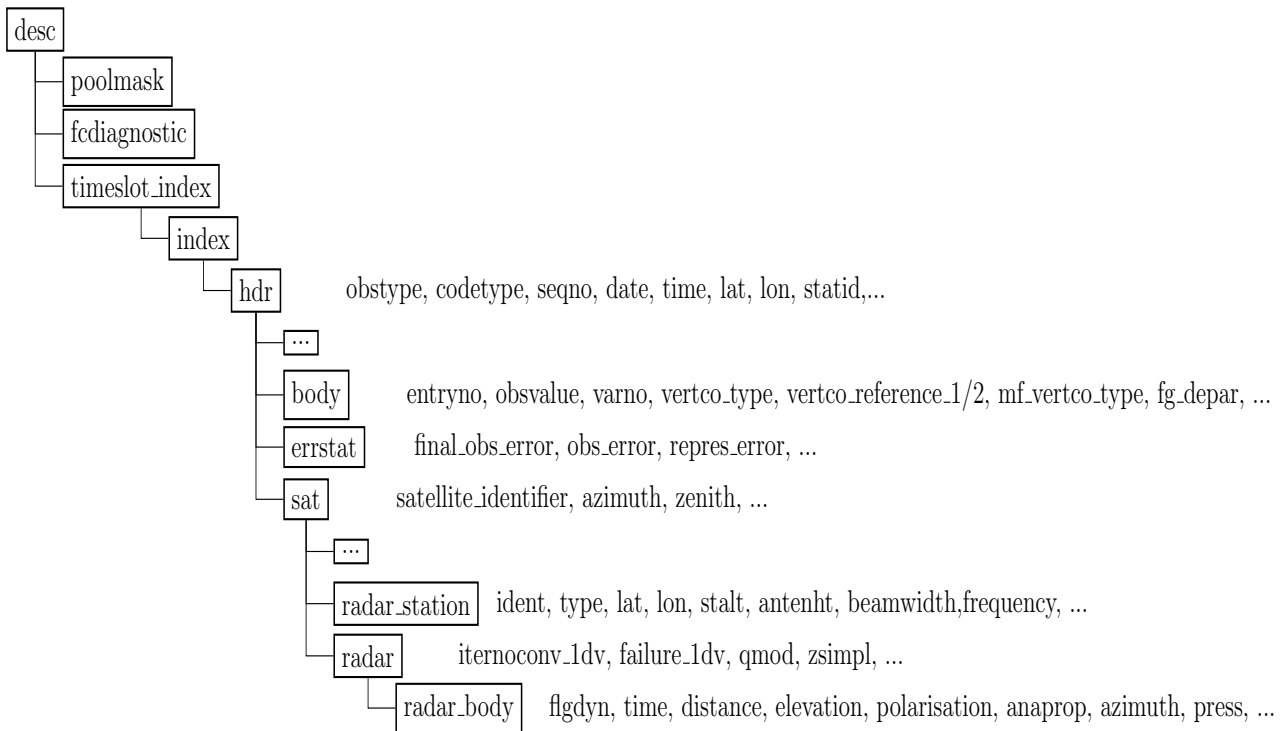 desc
poolmask
fcdiagnostic
timeslot_index
index
hdr obstype, codetype, seqno, date, time, lat, lon, statid,...
...
body entryno, obsvalue, varno, vertco_type, vertco_reference_1/2, mf_vertco_type, fg_depar, ...
errstat final_obs_error, obs_error, repres_error, ...
sat satellite_identifier, azimuth, zenith, ...
...
radar_station ident, type, lat, lon, stalt, antenht, beamwidth,frequency, ...
radar iternoconv_1dv, failure_1dv, qmod, zsimpl, ...
radar_body flgdyn, time, distance, elevation, polarisation, anaprop, azimuth, press, ...